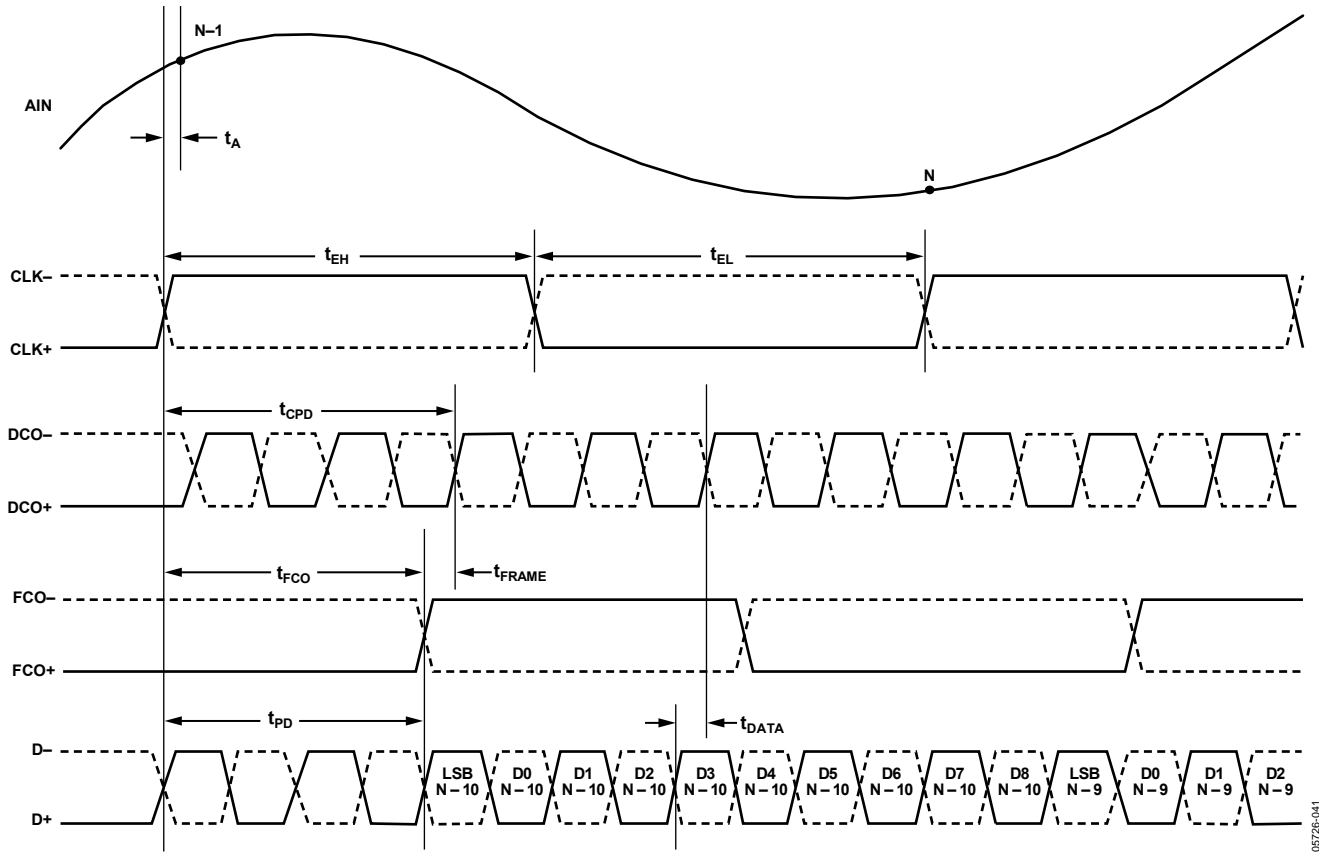 N–1
AIN
tA
N
tEH
tEL
CLK–
CLK+
tCPD
DCO–
DCO+
tFCO
tFRAME
FCO–
FCO+
tPD
tDATA
D–
D+
LSB N – 10
D0 N – 10
D1 N – 10
D2 N – 10
D3 N – 10
D4 N – 10
D5 N – 10
D6 N – 10
D7 N – 10
D8 N – 10
LSB N – 9
D0 N – 9
D1 N – 9
D2 N – 9
05726-041